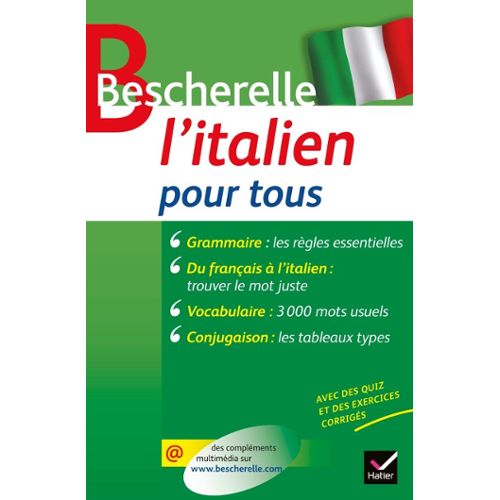 Bescherelle
l'italien
pour tous
Grammaire : les règles essentielles
Du français à l'italien :
trouver le mot juste
Vocabulaire : 3 000 mots usuels
Conjugaison : les tableaux types
AVEC DES QUIZ
ET DES EXERCICES
CORRIGÉS
@
des compléments
multimédia sur
www.bescherelle.com
Hatier